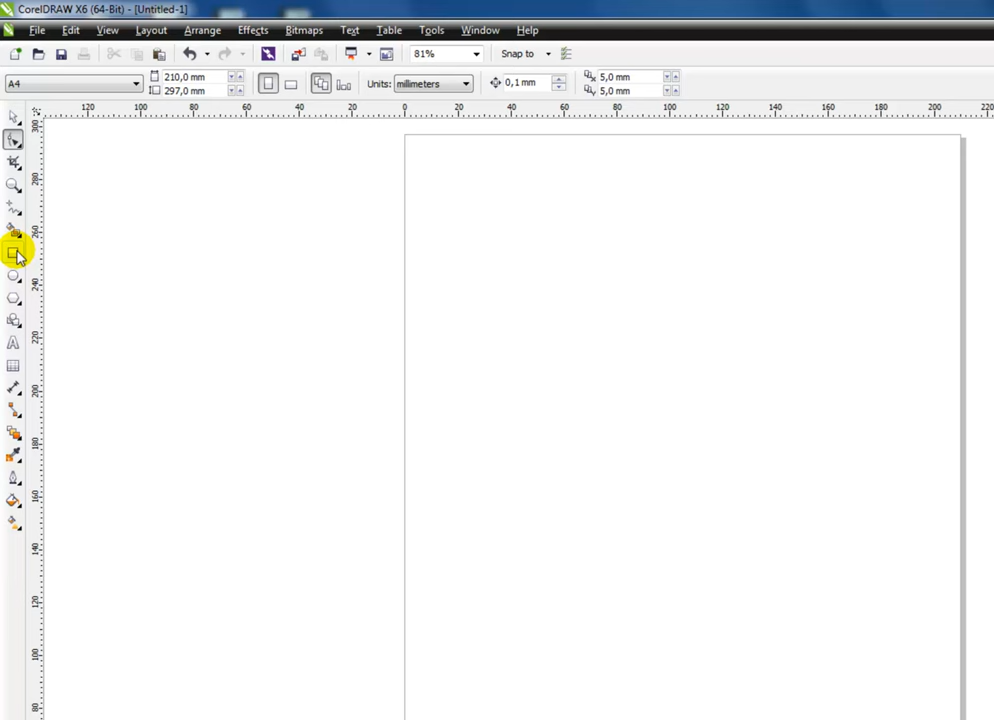 CorelDRAW X6 (64-Bit) - [Untitled-1]
File Edit View Layout Arrange Effects Bitmaps Text Table Tools Window Help
81% Snap to
A4 210,0 mm Units: millimeters 0,1 mm 5,0 mm
297,0 mm 5,0 mm
120 100 80 60 40 20 0 20 40 60 80 100 120 140 160 180 200 220
300
280
260
240
220
200
180
160
140
120
100
80